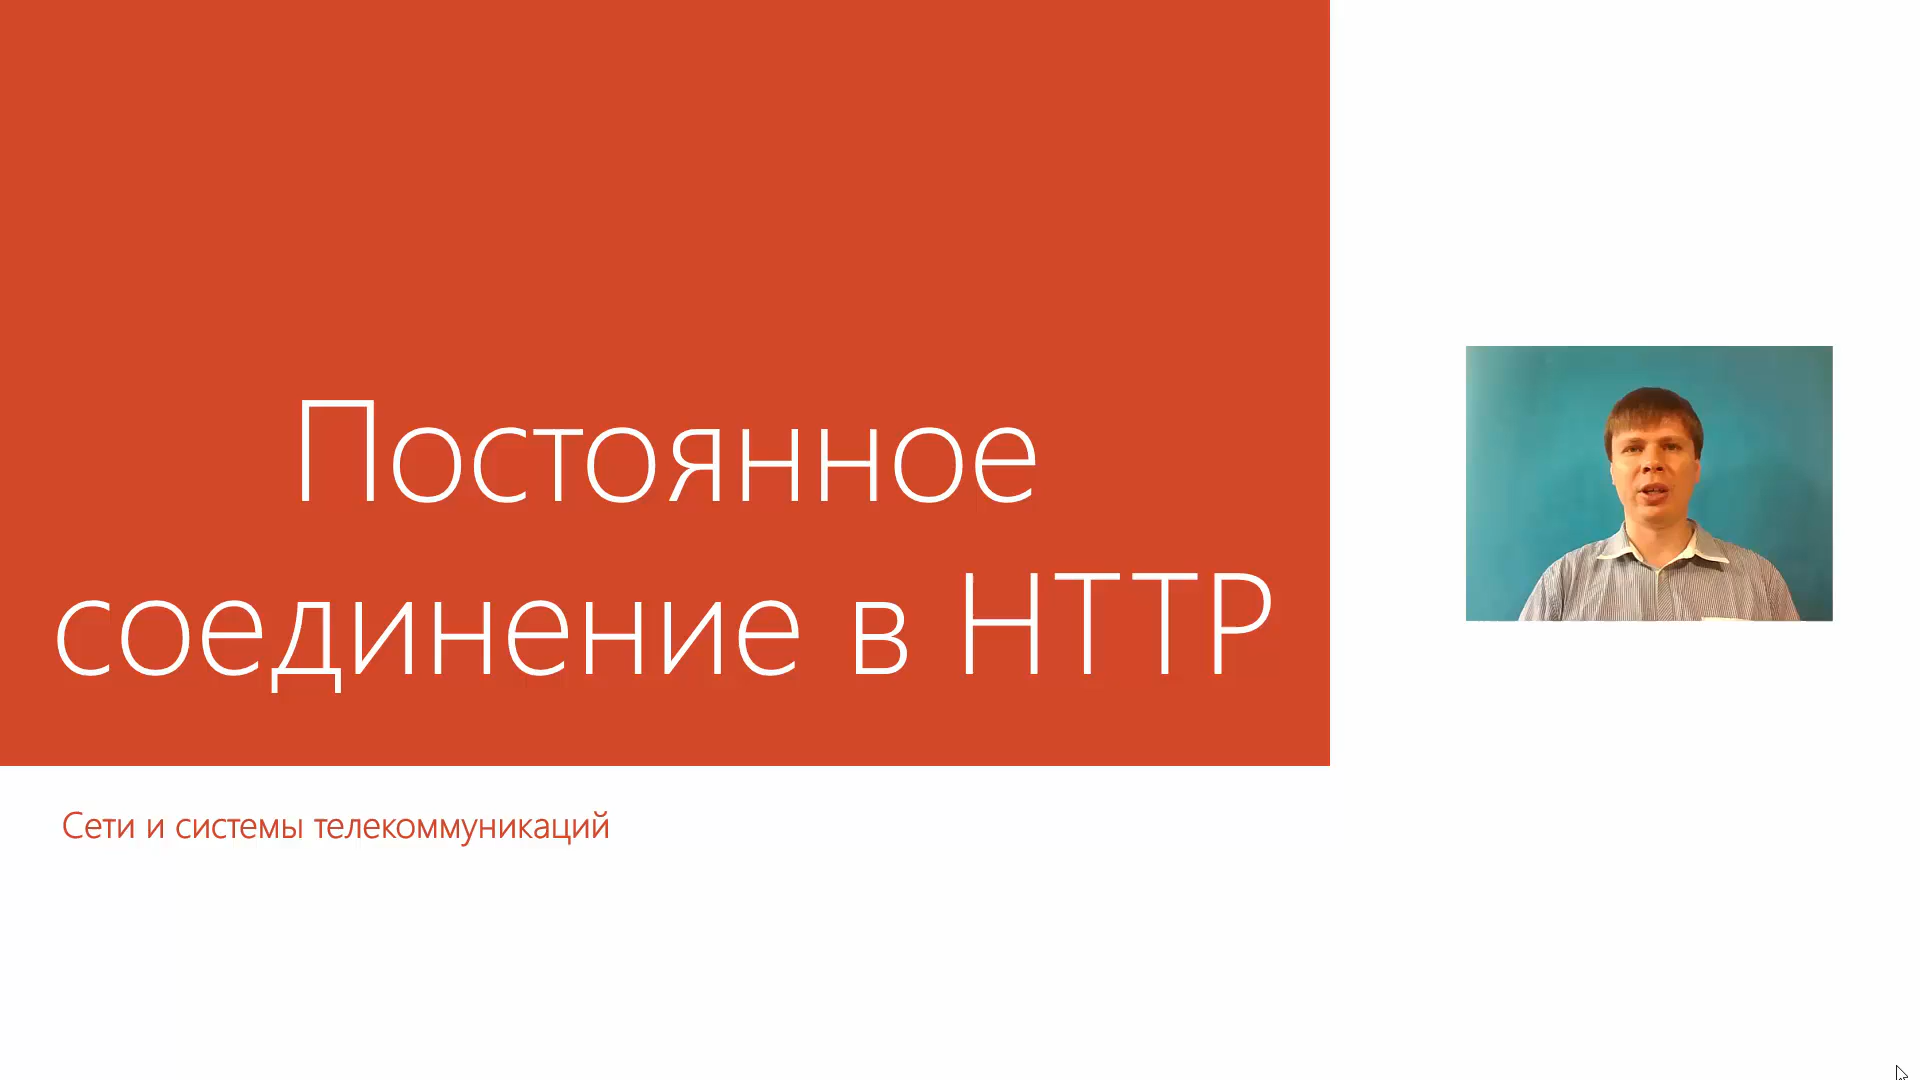 Постоянное
соединение в HTTP
Сети и системы телекоммуникаций